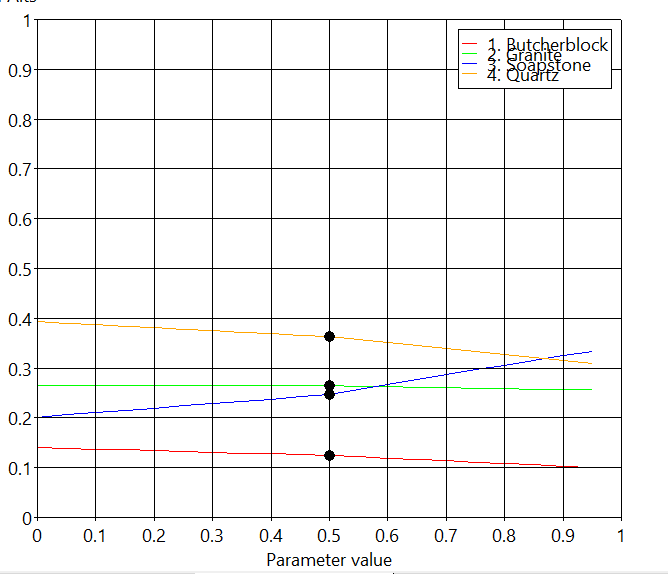 Alts
1
0.9
0.8
0.7
0.6
0.5
0.4
0.3
0.2
0.1
0
1. Butcherblock
2. Granite
3. Soapstone
4. Quartz
0 0.1 0.2 0.3 0.4 0.5 0.6 0.7 0.8 0.9 1
Parameter value